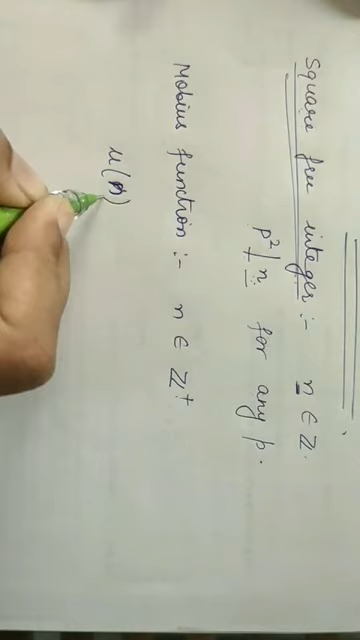 Square free integer :- n ∈ Z.
p² ∤ n for any p.
Mobius function :- n ∈ Z⁺
μ(n)